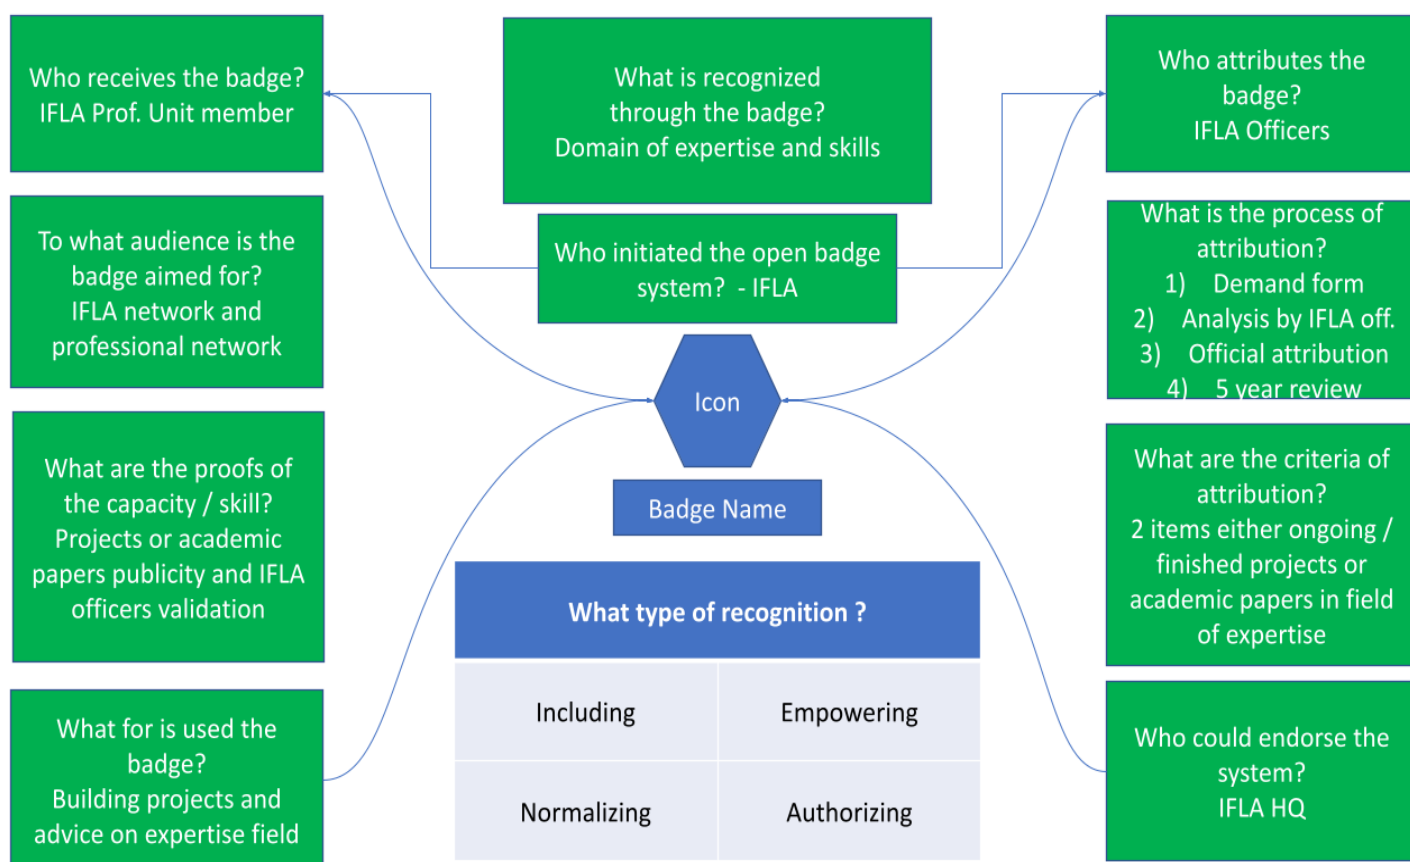 Who receives the badge?
IFLA Prof. Unit member
What is recognized
through the badge?
Domain of expertise and skills
Who attributes the
badge?
IFLA Officers
To what audience is the
badge aimed for?
IFLA network and
professional network
Who initiated the open badge
system?  - IFLA
What is the process of
attribution?
1) Demand form
2) Analysis by IFLA off.
3) Official attribution
4) 5 year review
Icon
Badge Name
What are the proofs of
the capacity / skill?
Projects or academic
papers publicity and IFLA
officers validation
What are the criteria of
attribution?
2 items either ongoing /
finished projects or
academic papers in field
of expertise
What type of recognition ?
Including
Empowering
Normalizing
Authorizing
What for is used the
badge?
Building projects and
advice on expertise field
Who could endorse the
system?
IFLA HQ